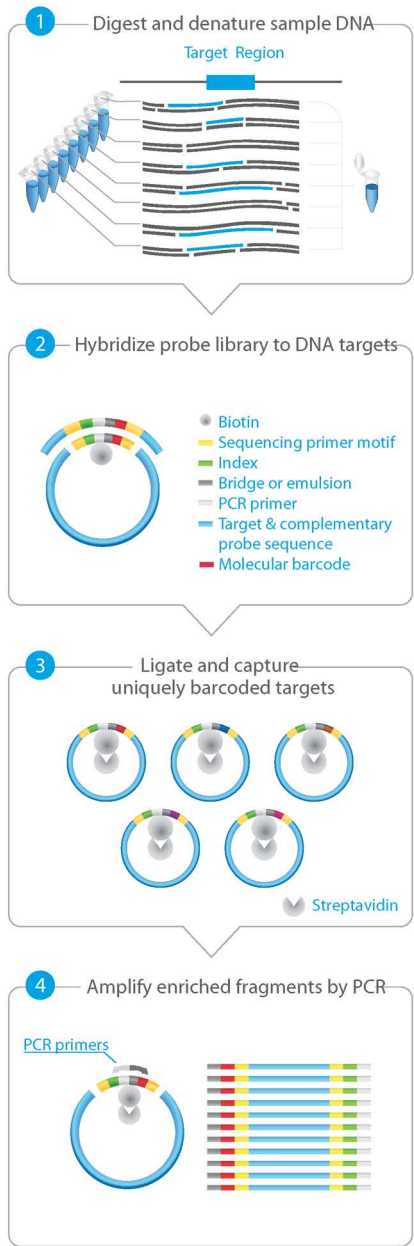 1 Digest and denature sample DNA
Target Region
2 Hybridize probe library to DNA targets
Biotin
Sequencing primer motif
Index
Bridge or emulsion
PCR primer
Target & complementary
probe sequence
Molecular barcode
3 Ligate and capture
uniquely barcoded targets
Streptavidin
4 Amplify enriched fragments by PCR
PCR primers